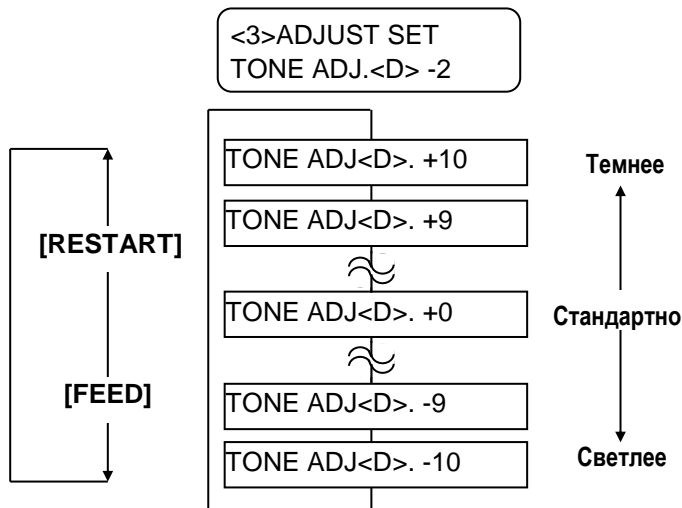 <3>ADJUST SET
TONE ADJ.<D> -2
TONE ADJ<D>. +10
Темнее
TONE ADJ<D>. +9
[RESTART]
TONE ADJ<D>. +0
Стандартно
[FEED]
TONE ADJ<D>. -9
TONE ADJ<D>. -10
Светлее